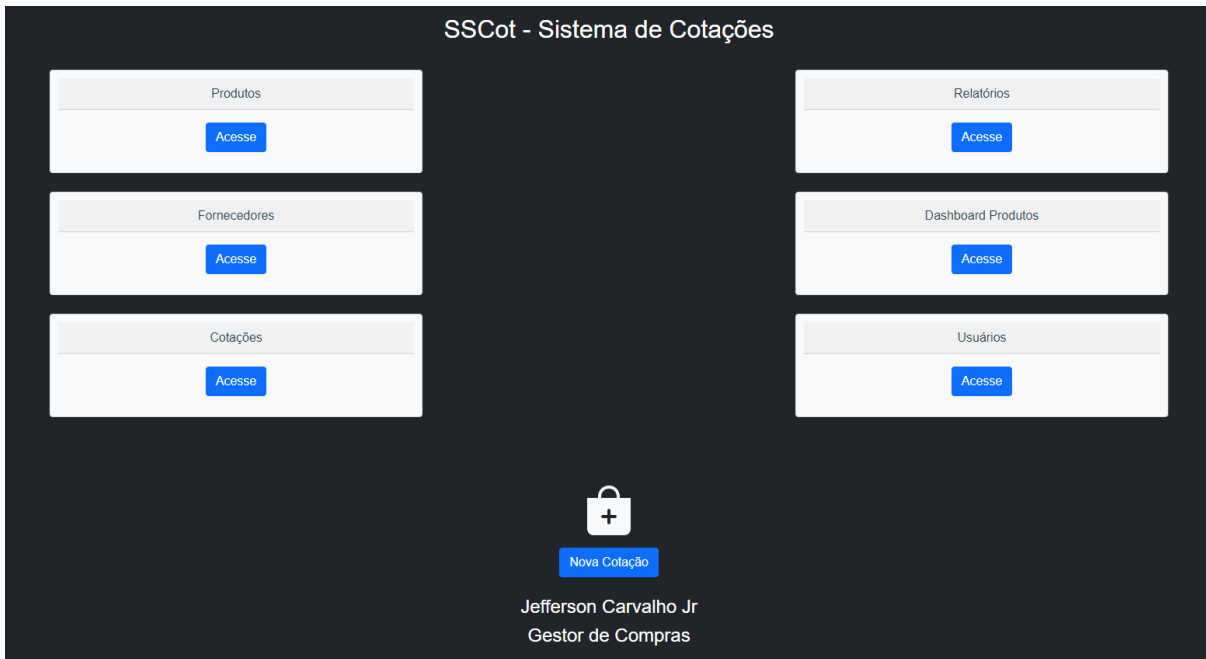 SSCot - Sistema de Cotações
Produtos
Acesse
Relatórios
Acesse
Fornecedores
Acesse
Dashboard Produtos
Acesse
Cotações
Acesse
Usuários
Acesse
Nova Cotação
Jefferson Carvalho Jr
Gestor de Compras